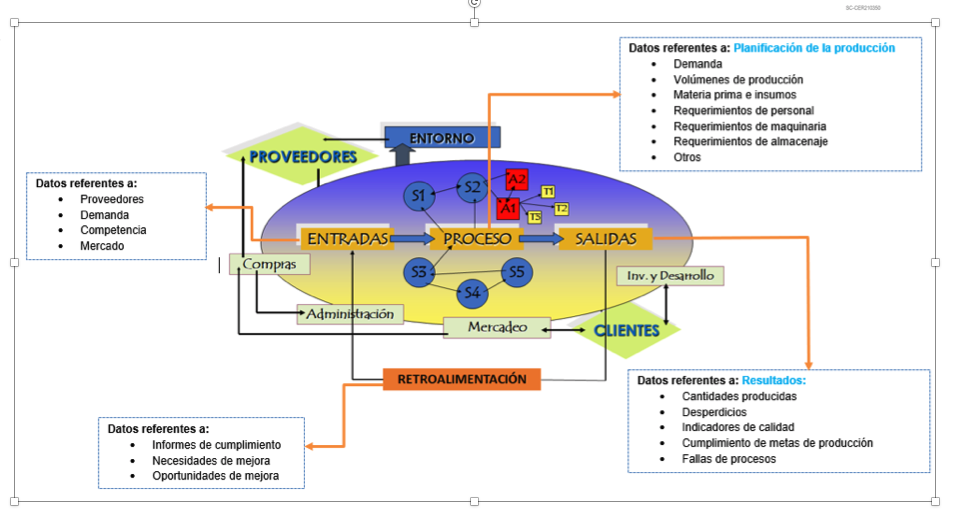 SC-CER210350
Datos referentes a: Planificación de la producción
• Demanda
• Volúmenes de producción
• Materia prima e insumos
• Requerimientos de personal
• Requerimientos de maquinaria
• Requerimientos de almacenaje
• Otros
ENTORNO
PROVEEDORES
Datos referentes a:
• Proveedores
• Demanda
• Competencia
• Mercado
S1
S2
A2
A1
T1
T2
T3
ENTRADAS
PROCESO
SALIDAS
Compras
S3
S5
S4
Inv. y Desarrollo
Administración
Mercadeo
CLIENTES
RETROALIMENTACIÓN
Datos referentes a: Resultados:
• Cantidades producidas
• Desperdicios
• Indicadores de calidad
• Cumplimiento de metas de producción
• Fallas de procesos
Datos referentes a:
• Informes de cumplimiento
• Necesidades de mejora
• Oportunidades de mejora